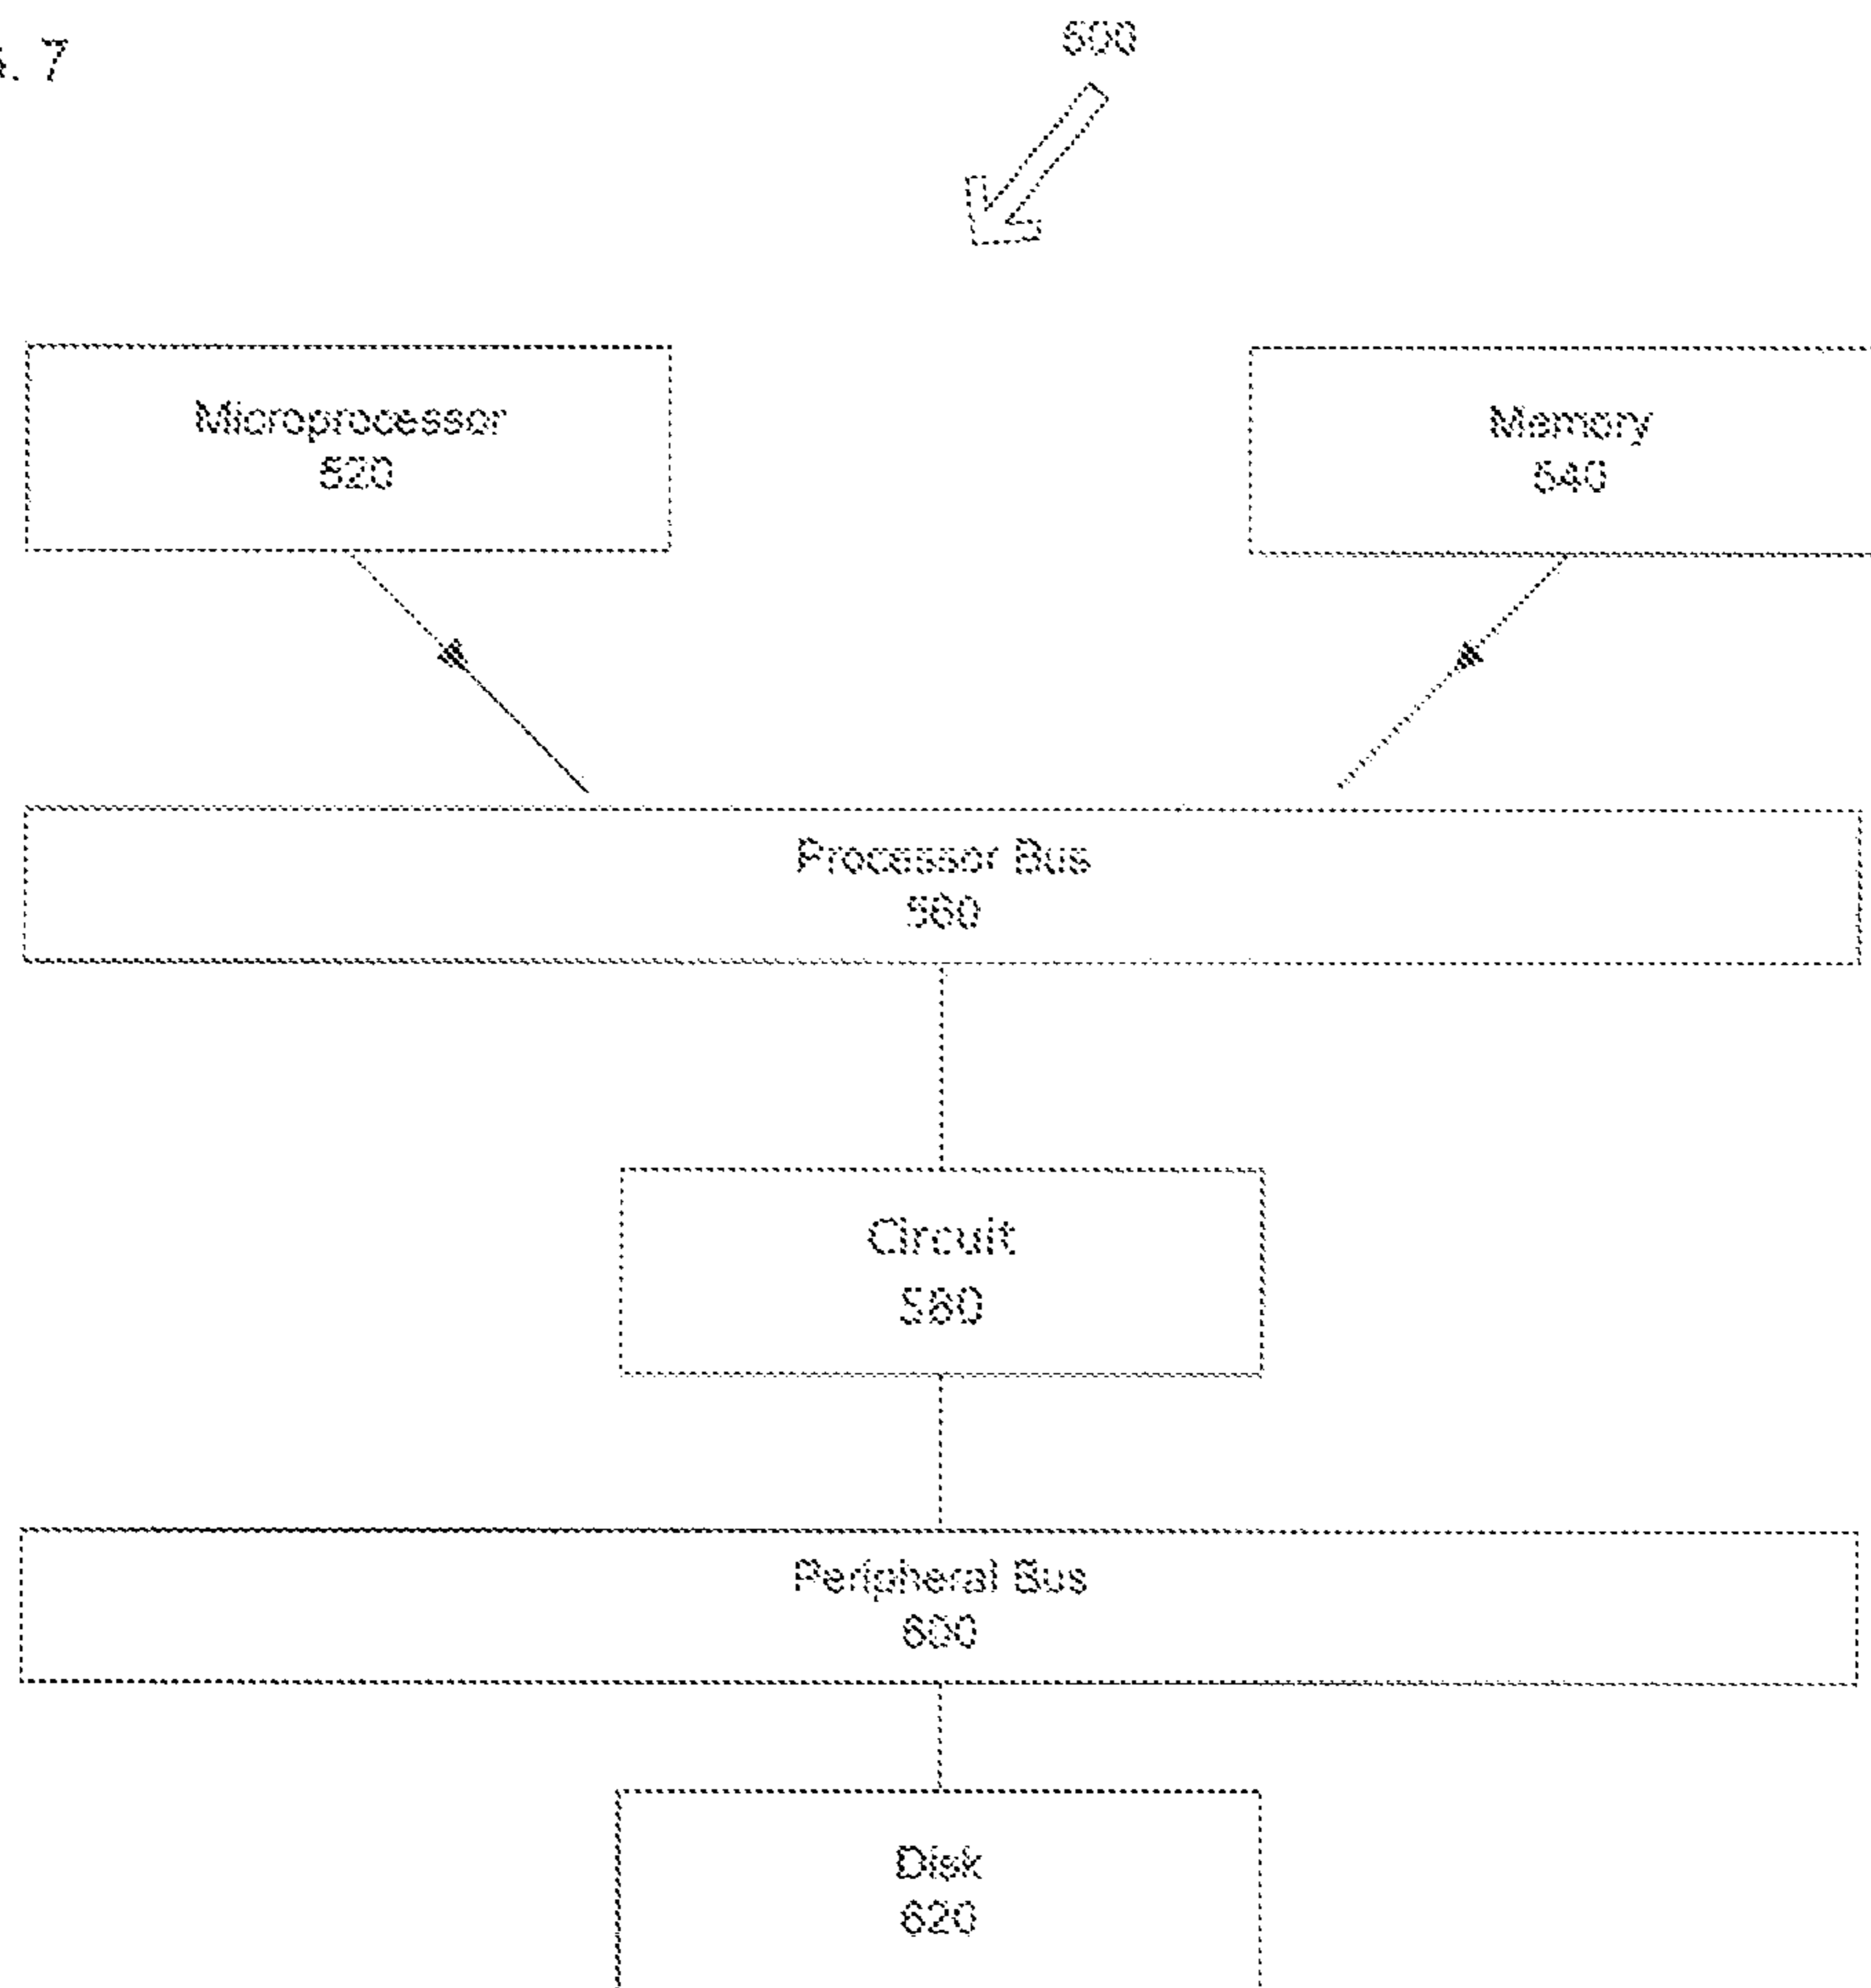 . 7
500
Microprocessor
520
Memory
540
Processor Bus
560
Circuit
580
Peripheral Bus
600
Disk
620